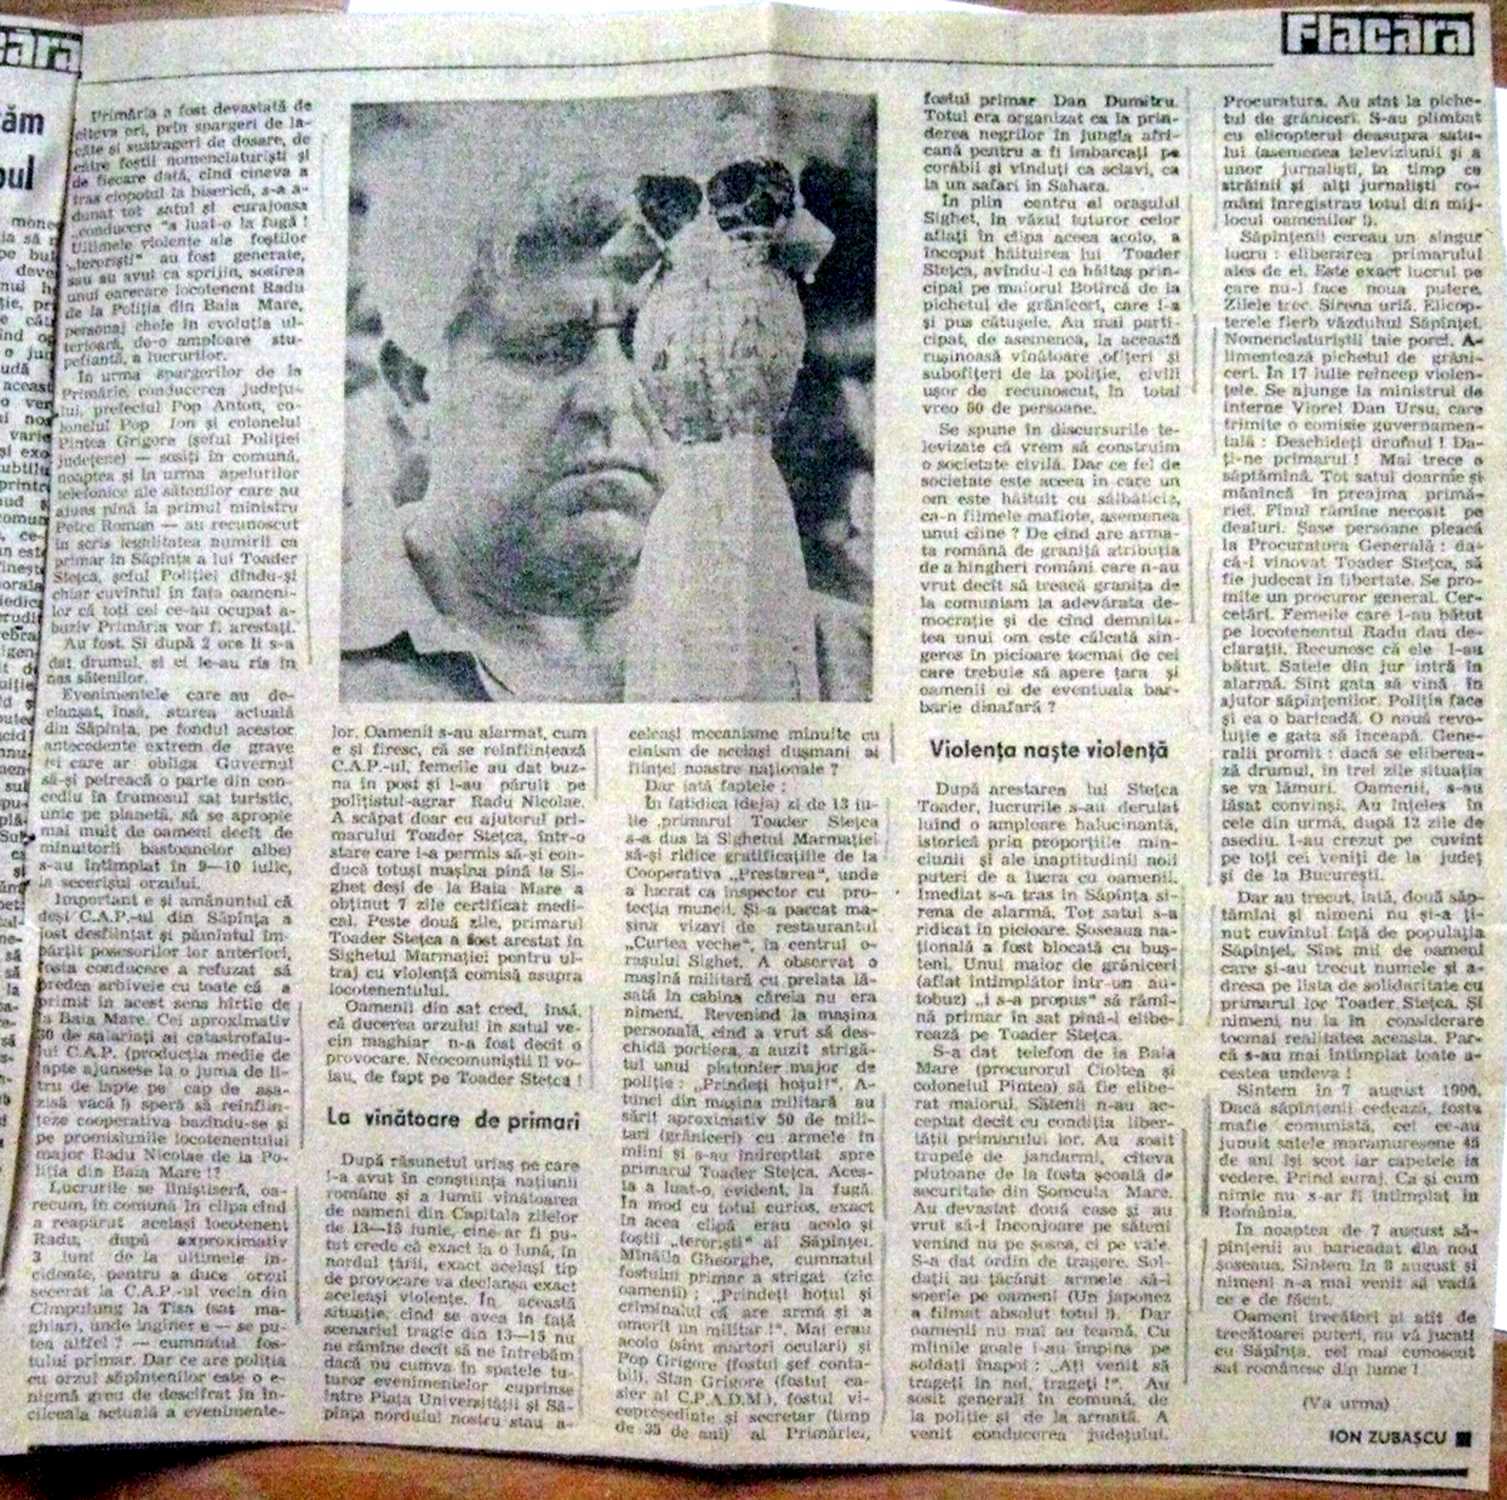 Flacăra
Primăria a fost devastată de
cîteva ori, prin spargeri de la-
căte și sustrageri de dosare, de
către foștii nomenclaturiști și
de fiecare dată, cînd cineva a
tras clopotul la biserică, s-a a-
dunat tot satul și curajoasa
„conducere “a luat-o la fugă !
Ultimele violențe ale foștilor
„teroriști“ au fost generate,
sau au avut ca sprijin, sosirea
unui oarecare locotenent Radu
de la Poliția din Baia Mare,
personaj cheie în evoluția ul-
terioară, de-o amploare stu-
pefiantă, a lucrurilor.
În urma spargerilor de la
Primărie, conducerea județu-
lui, prefectul Pop Anton, co-
lonelul Pop Ion și colonelul
Pintea Grigore (șeful Poliției
județene) — sosiți în comună,
noaptea și în urma apelurilor
telefonice ale sătenilor care au
ajuns pînă la primul ministru
Petre Roman — au recunoscut
în scris legalitatea numirii ca
primar în Săpînța a lui Toader
Stețca, șeful Poliției dîndu-și
chiar cuvîntul în fața oameni-
lor că toți cei ce-au ocupat a-
buziv Primăria vor fi arestați.
Au fost. Și după 2 ore li s-a
dat drumul, și ei le-au rîs în
nas sătenilor.
Evenimentele care au de-
clanșat, însă, starea actuală
din Săpînța, pe fondul acestor
antecedente extrem de grave
(și care ar obliga Guvernul
să-și petreacă o parte din con-
cediu în frumosul sat turistic,
unic pe planetă, să se apropie
mai mult de oameni decît de
minuitorii bastoanelor albe)
s-au întîmplat în 9—10 iulie,
la secerișul orzului.
Important e și amănuntul că
deși C.A.P.-ul din Săpînța a
fost desființat și pămîntul îm-
părțit posesorilor lor anteriori,
fosta conducere a refuzat să
predea arhivele cu toate că a
primit în acest sens hîrtie de
la Baia Mare. Cei aproximativ
30 de salariați ai catastrofalu-
lui C.A.P. (producția medie de
lapte ajunsese la o juma de li-
tru de lapte pe cap de așa-
zisă vacă !) speră să reînfiin-
țeze cooperativa bazîndu-se și
pe promisiunile locotenentului
major Radu Nicolae de la Po-
liția din Baia Mare !?
Lucrurile se liniștiseră, oa-
recum, în comună în clipa cînd
a reapărut același locotenent
Radu, după aproximativ
3 luni de la ultimele in-
cidente, pentru a duce orzul
secerat la C.A.P.-ul vecin din
Cîmpulung la Tisa (sat ma-
ghiar), unde inginer e — se pu-
tea altfel ? — cumnatul fos-
tului primar. Dar ce are poliția
cu orzul săpînțenilor este o e-
nigmă greu de descifrat în în-
cîlceala actuală a evenimente-
lor. Oamenii s-au alarmat, cum
e și firesc, că se reînființează
C.A.P.-ul, femeile au dat buz-
na în post și l-au păruit pe
polițistul-agrar Radu Nicolae.
A scăpat doar cu ajutorul pri-
marului Toader Stețca, într-o
stare care i-a permis să-și con-
ducă totuși mașina pînă la Si-
ghet deși de la Baia Mare a
obținut 7 zile certificat medi-
cal. Peste două zile, primarul
Toader Stețca a fost arestat în
Sighetul Marmației pentru ul-
traj cu violență comisă asupra
locotenentului.
Oamenii din sat cred, însă,
că ducerea orzului în satul ve-
cin maghiar n-a fost decît o
provocare. Neocomuniștii îl vo-
iau, de fapt pe Toader Stețca !
La vînătoare de primari
După răsunetul uriaș pe care
l-a avut în conștiința națiunii
române și a lumii vînătoarea
de oameni din Capitala zilelor
de 13—15 iunie, cine ar fi pu-
tut crede că exact la o lună, în
nordul țării, exact același tip
de provocare va declanșa exact
aceleași violențe. În această
situație, cînd se avea în față
scenariul tragic din 13—15 nu
ne rămîne decît să ne întrebăm
dacă nu cumva în spatele tu-
turor evenimentelor cuprinse
între Piața Universității și Să-
pînța nordului nostru stau a-
celeași mecanisme minuite cu
cinism de aceiași dușmani ai
ființei noastre naționale ?
Dar iată faptele :
În fatidica (deja) zi de 13 iu-
lie primarul Toader Stețca
s-a dus la Sighetul Marmației
să-și ridice gratificațiile de la
Cooperativa „Prestarea“, unde
a lucrat ca inspector cu pro-
tecția muncii. Și-a parcat ma-
șina vizavi de restaurantul
„Curtea veche“, în centrul o-
rașului Sighet. A observat o
mașină militară cu prelata lă-
sată în cabina căreia nu era
nimeni. Revenind la mașina
personală, cînd a vrut să des-
chidă portiera, a auzit strigă-
tul unui plutonier major de
poliție : „Prindeți hoțul!“. A-
tunci din mașina militară au
sărit aproximativ 50 de mili-
tari (grăniceri) cu armele în
mîini și s-au îndreptat spre
primarul Toader Stețca. Aces-
ta a luat-o, evident, la fugă.
În mod cu totul curios, exact
în acea clipă erau acolo și
foștii „teroriști“ ai Săpînței.
Mihăila Gheorghe, cumnatul
fostului primar a strigat (zic
oamenii) : „Prindeți hoțul și
criminalul că are armă și a
omorît un militar !“. Mai erau
acolo (sînt martori oculari) și
Pop Grigore (fostul șef conta-
bil), Stan Grigore (fostul ca-
sier al C.P.A.D.M.), fostul vi-
cepreședinte și secretar (timp
de 35 de ani) al Primăriei,
fostul primar Dan Dumitru.
Totul era organizat ca la prin-
derea negrilor în jungla afri-
cană pentru a fi îmbarcați pe
corăbii și vînduți ca sclavi, ca
la un safari în Sahara.
În plin centru al orașului
Sighet, în văzul tuturor celor
aflați în clipa aceea acolo, a
început hăituirea lui Toader
Stețca, avîndu-l ca hăitaș prin-
cipal pe maiorul Botîrcă de la
pichetul de grăniceri, care i-a
și pus cătușele. Au mai parti-
cipat, de asemenea, la această
rușinoasă vînătoare ofițeri și
subofițeri de la poliție, civili
ușor de recunoscut, în total
vreo 60 de persoane.
Se spune în discursurile te-
levizate că vrem să construim
o societate civilă. Dar ce fel de
societate este aceea în care un
om este hăituit cu sălbăticie,
ca-n filmele mafiote, asemenea
unui cîine ? De cînd are arma-
ta română de graniță atribuția
de a hingheri români care n-au
vrut decît să treacă granița de
la comunism la adevărata de-
mocrație și de cînd demnita-
tea unui om este călcată sîn-
geros în picioare tocmai de cei
care trebuie să apere țara și
oamenii ei de eventuala bar-
barie dinafară ?
Violența naște violență
După arestarea lui Stețca
Toader, lucrurile s-au derulat
luînd o amploare halucinantă,
istorică prin proporțiile min-
ciunii și ale inaptitudinii noii
puteri de a lucra cu oamenii.
Imediat s-a tras în Săpînța si-
rena de alarmă. Tot satul s-a
ridicat în picioare. Șoseaua na-
țională a fost blocată cu buș-
teni. Unui maior de grăniceri
(aflat întîmplător într-un au-
tobuz) „i s-a propus“ să rămî-
nă primar în sat pînă-l elibe-
rează pe Toader Stețca.
S-a dat telefon de la Baia
Mare (procurorul Cioltea și
colonelul Pintea) să fie elibe-
rat maiorul. Sătenii n-au ac-
ceptat decît cu condiția liber-
tății primarului lor. Au sosit
trupele de jandarmi, cîteva
plutoane de la fosta școală de
securitate din Șomcuta Mare.
Au devastat două case și au
vrut să-i înconjoare pe săteni
venind nu pe șosea, ci pe vale.
S-a dat ordin de tragere. Sol-
dații au țăcănit armele să-i
sperie pe oameni (Un japonez
a filmat absolut totul !). Dar
oamenii nu mai au teamă. Cu
mîinile goale i-au împins pe
soldați înapoi : „Ați venit să
trageți în noi, trageți !“. Au
sosit generali în comună, de
la poliție și de la armată. A
venit conducerea județului.
Procuratura. Au stat la piche-
tul de grăniceri. S-au plimbat
cu elicopterul deasupra satu-
lui (asemenea televiziunii și a
unor jurnaliști, în timp ce
străinii și alți jurnaliști ro-
mâni înregistrau totul din mij-
locul oamenilor !).
Săpînțenii cereau un singur
lucru : eliberarea primarului
ales de ei. Este exact lucrul pe
care nu-l face noua putere.
Zilele trec. Sirena urlă. Elicop-
terele fierb văzduhul Săpînței.
Nomenclaturiștii taie porci. A-
limentează pichetul de grăni-
ceri. În 17 iulie reîncep violen-
țele. Se ajunge la ministrul de
interne Viorel Dan Ursu, care
trimite o comisie guvernamen-
tală : Deschideți drumul ! Da-
ți-ne primarul ! Mai trece o
săptămînă. Tot satul doarme și
mănîncă în preajma primă-
riei. Fînul rămîne necosit pe
dealuri. Șase persoane pleacă
la Procuratura Generală : da-
că-i vinovat Toader Stețca, să
fie judecat în libertate. Se pro-
mite un procuror general. Cer-
cetări. Femeile care l-au bătut
pe locotenentul Radu dau de-
clarații. Recunosc că ele l-au
bătut. Satele din jur intră în
alarmă. Sînt gata să vină în
ajutor săpînțenilor. Poliția face
și ea o baricadă. O nouă revo-
luție e gata să înceapă. Gene-
ralii promit : dacă se eliberea-
ză drumul, în trei zile situația
se va lămuri. Oamenii, s-au
lăsat convinși. Au înțeles în
cele din urmă, după 12 zile de
asediu. I-au crezut pe cuvînt
pe toți cei veniți de la județ
și de la București.
Dar au trecut, iată, două săp-
tămîni și nimeni nu și-a ți-
nut cuvîntul față de populația
Săpînței. Sînt mii de oameni
care și-au trecut numele și a-
dresa pe lista de solidaritate cu
primarul lor Toader Stețca. Și
nimeni nu ia în considerare
tocmai realitatea aceasta. Par-
că s-au mai întîmplat toate a-
cestea undeva !
Sîntem în 7 august 1990.
Dacă săpînțenii cedează, fosta
mafie comunistă, cei ce-au
jupuit satele maramureșene 45
de ani își scot iar capetele la
vedere. Prind curaj. Ca și cum
nimic nu s-ar fi întîmplat în
România.
În noaptea de 7 august să-
pînțenii au baricadat din nou
șoseaua. Sîntem în 8 august și
nimeni n-a mai venit să vadă
ce e de făcut.
Oameni trecători ai atît de
trecătoarei puteri, nu vă jucați
cu Săpînța, cel mai cunoscut
sat românesc din lume !
(Va urma)
ION ZUBAȘCU